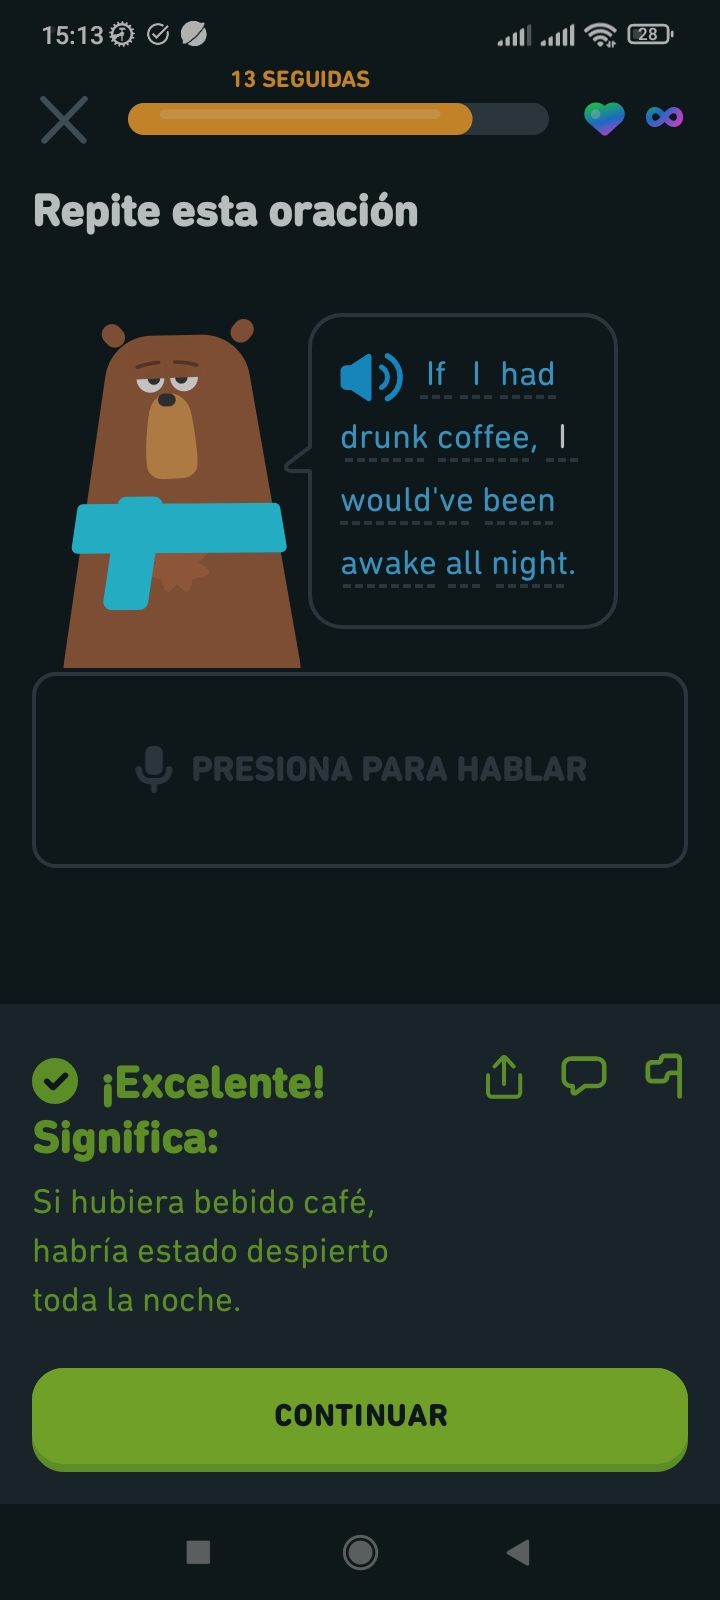 15:13
28
13 SEGUIDAS
Repite esta oración
If I had
drunk coffee, I
would've been
awake all night.
PRESIONA PARA HABLAR
¡Excelente!
Significa:
Si hubiera bebido café,
habría estado despierto
toda la noche.
CONTINUAR